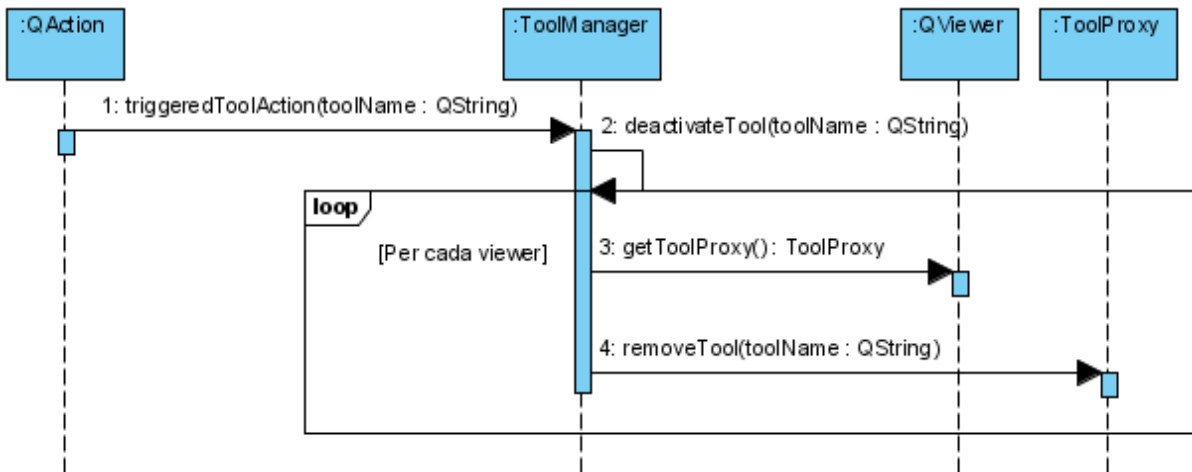 :QAction
:ToolManager
:QViewer
:ToolProxy
1: triggeredToolAction(toolName : QString)
2: deactivateTool(toolName : QString)
loop
[Per cada viewer]
3: getToolProxy() : ToolProxy
4: removeTool(toolName : QString)